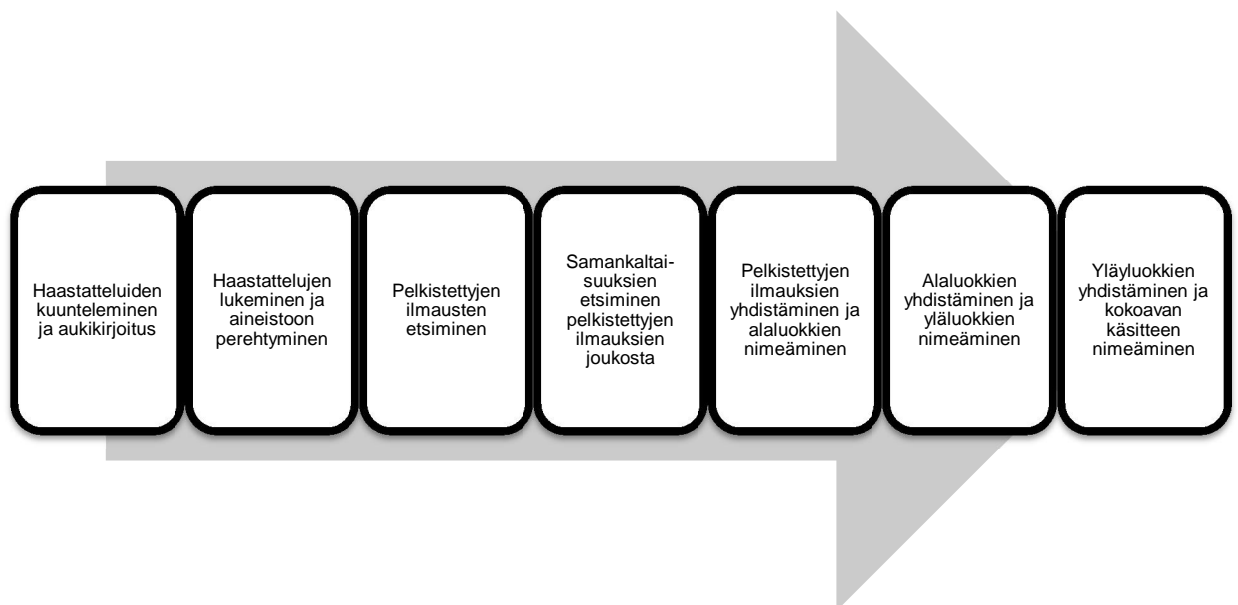 Haastatteluiden
kuunteleminen
ja aukikirjoitus
Haastattelujen
lukeminen ja
aineistoon
perehtyminen
Pelkistettyjen
ilmausten
etsiminen
Samankaltai-
suuksien
etsiminen
pelkistettyjen
ilmauksien
joukosta
Pelkistettyjen
ilmauksien
yhdistäminen ja
alaluokkien
nimeäminen
Alaluokkien
yhdistäminen ja
yläluokkien
nimeäminen
Yläyluokkien
yhdistäminen ja
kokoavan
käsitteen
nimeäminen